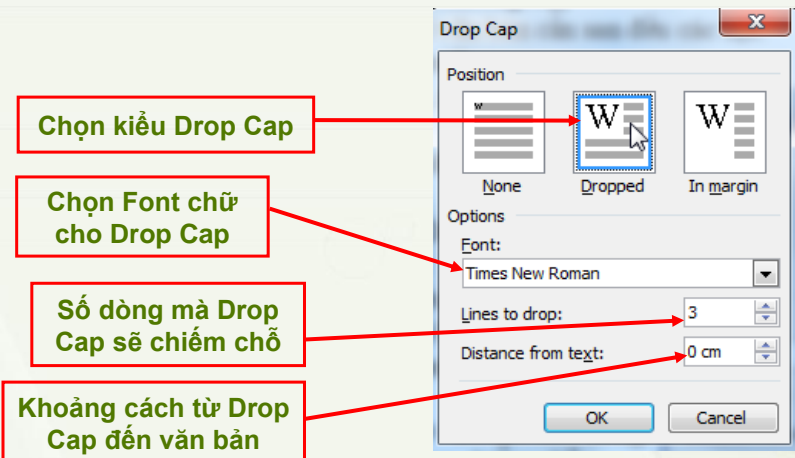 Drop Cap
Position
Chọn kiểu Drop Cap
W
W
W
None
Dropped
In margin
Chọn Font chữ
cho Drop Cap
Options
Font:
Times New Roman
Số dòng mà Drop
Cap sẽ chiếm chỗ
Lines to drop:
3
Distance from text:
0 cm
Khoảng cách từ Drop
Cap đến văn bản
OK
Cancel